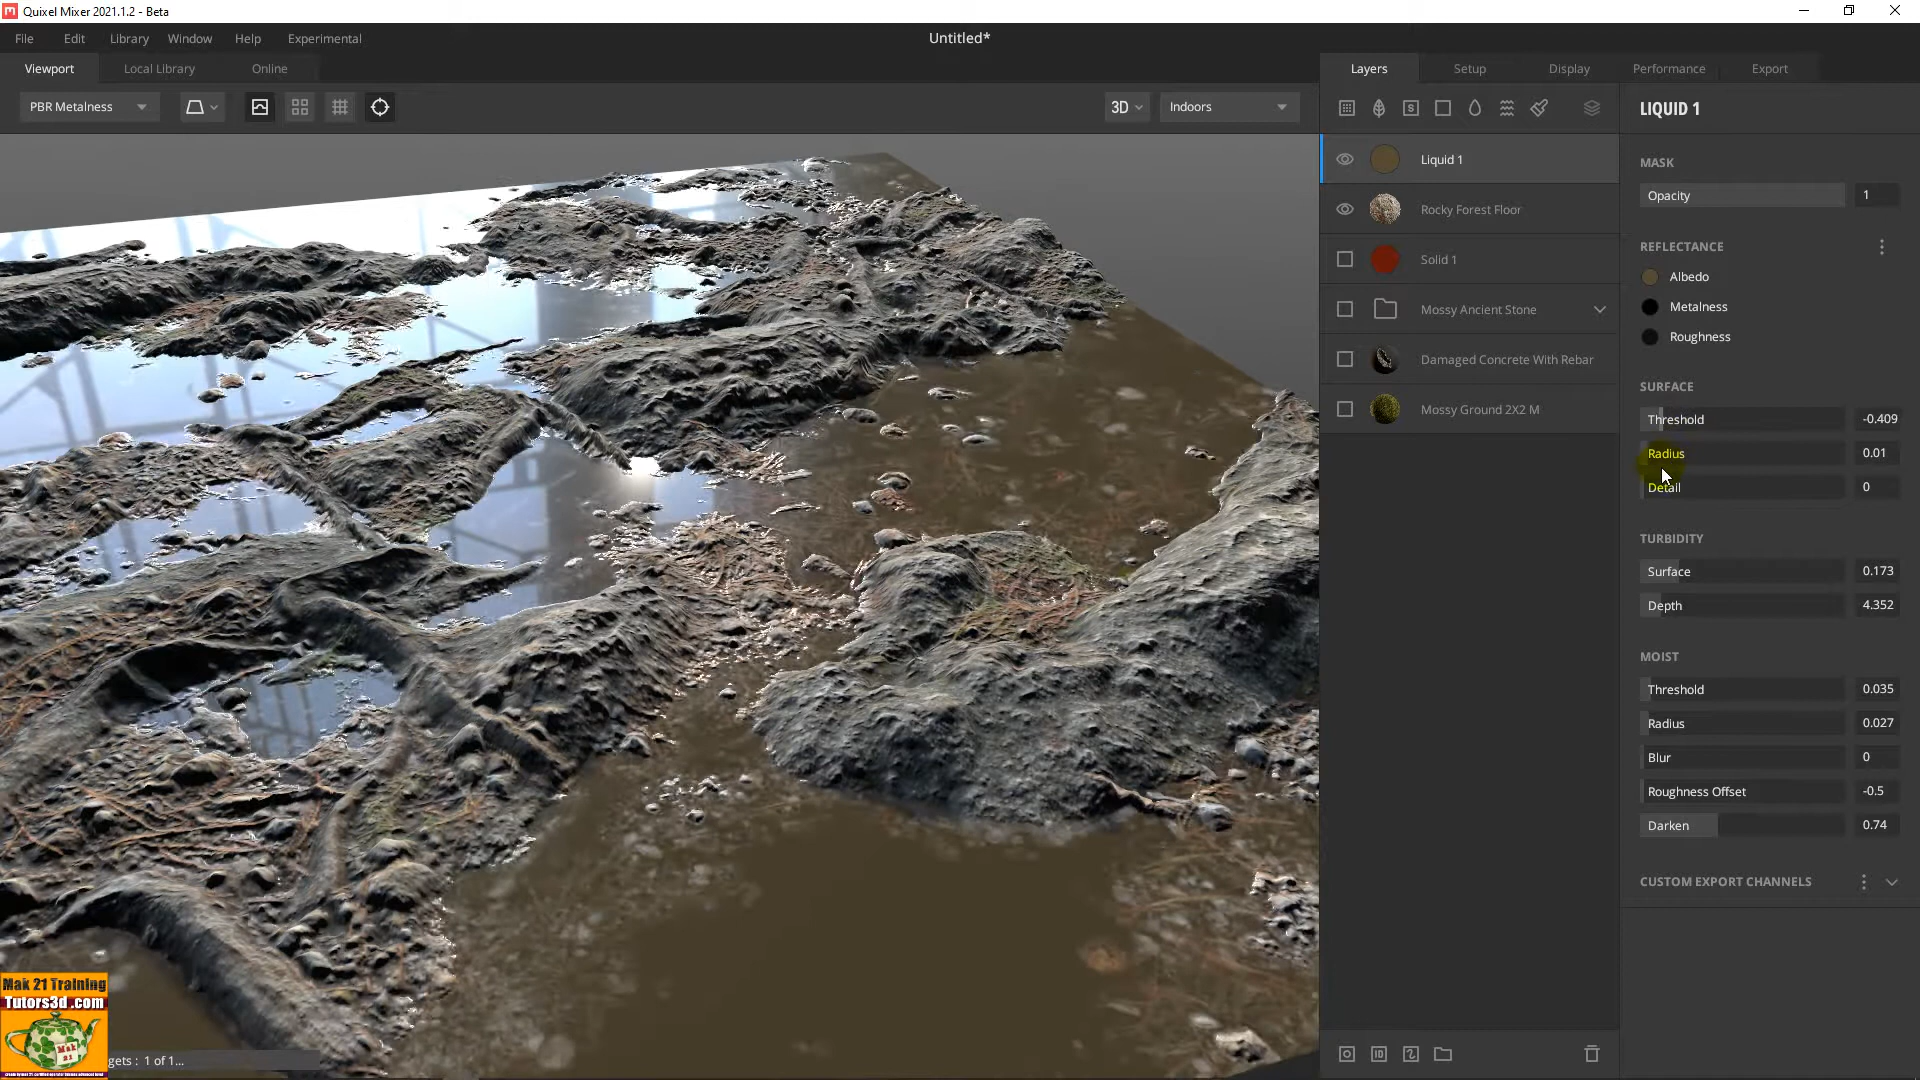 Quixel Mixer 2021.1.2 - Beta
File Edit Library Window Help Experimental
Untitled*
Viewport Local Library Online
Layers Setup Display Performance Export
PBR Metalness
3D Indoors
LIQUID 1
Liquid 1
Rocky Forest Floor
Solid 1
Mossy Ancient Stone
Damaged Concrete With Rebar
Mossy Ground 2X2 M
MASK
Opacity 1
REFLECTANCE
Albedo
Metalness
Roughness
SURFACE
Threshold -0.409
Radius 0.01
Detail 0
TURBIDITY
Surface 0.173
Depth 4.352
MOIST
Threshold 0.035
Radius 0.027
Blur 0
Roughness Offset -0.5
Darken 0.74
CUSTOM EXPORT CHANNELS
Mak 21 Training
Tutors3d .com
Mak
21
gets : 1 of 1...